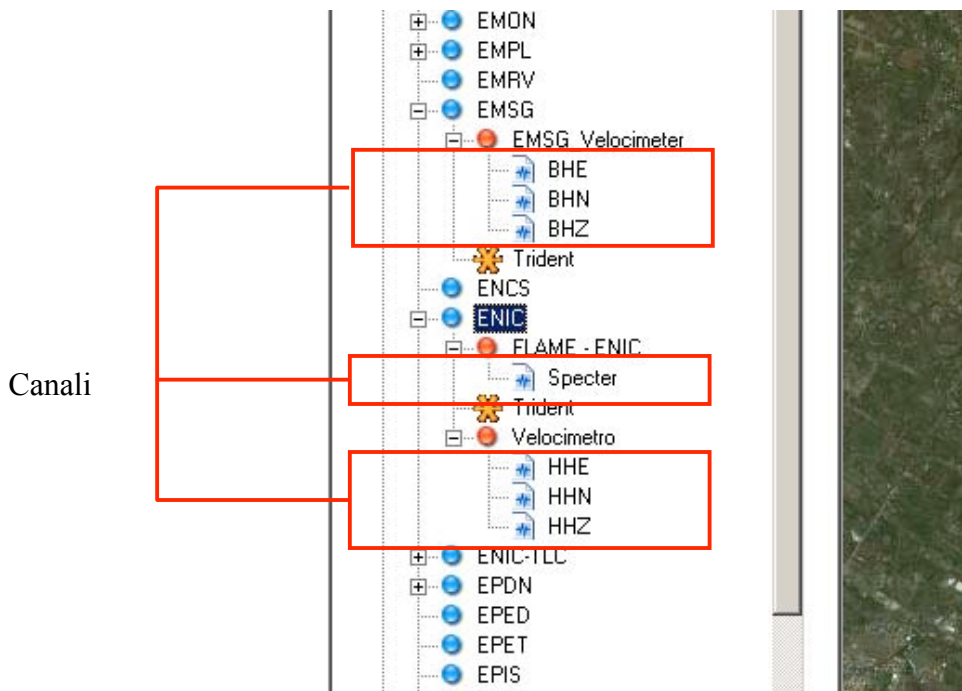 EMON
EMPL
EMRV
EMSG
EMSG Velocimeter
BHE
BHN
BHZ
Trident
ENCS
ENIC
FLAME - ENIC
Canali
Specter
Trident
Velocimetro
HHE
HHN
HHZ
ENIC-TLC
EPDN
EPED
EPET
EPIS